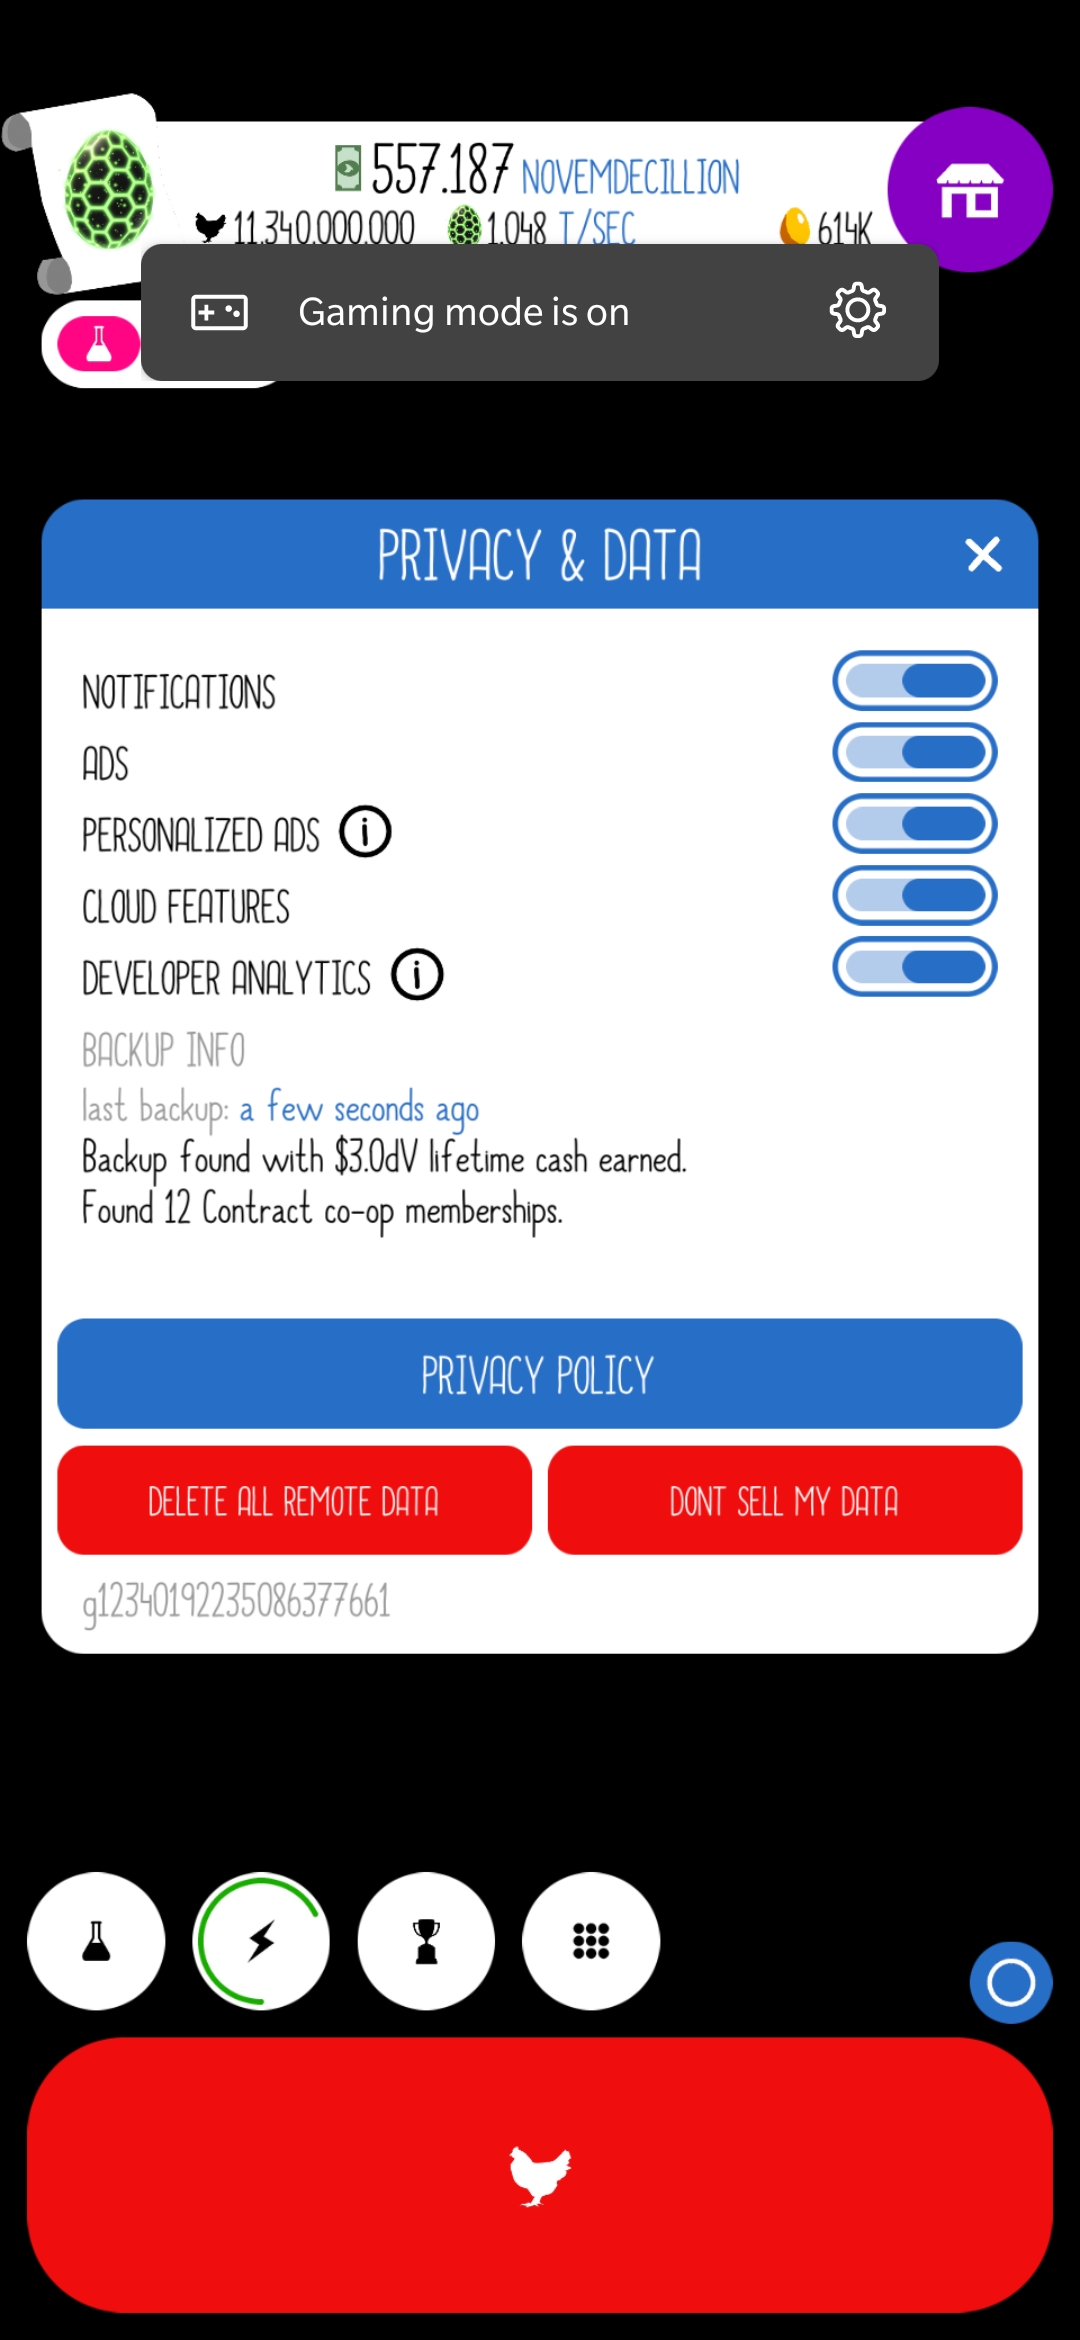 557.187 NOVEMDECILLION
11,340,000,000 1.048 T/SEC 614K
Gaming mode is on
PRIVACY & DATA
NOTIFICATIONS
ADS
PERSONALIZED ADS
CLOUD FEATURES
DEVELOPER ANALYTICS
BACKUP INFO
last backup: a few seconds ago
Backup found with $3.0dV lifetime cash earned.
Found 12 Contract co-op memberships.
PRIVACY POLICY
DELETE ALL REMOTE DATA
DONT SELL MY DATA
g12340192235086377661